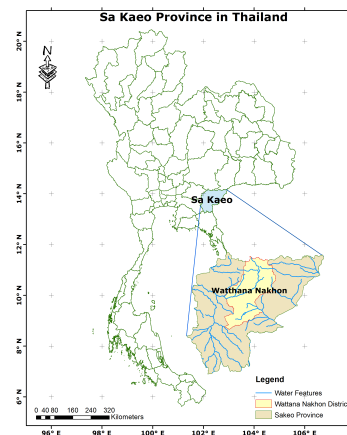 Sa Kaeo Province in Thailand
N
20° N
18° N
16° N
14° N
12° N
10° N
8° N
6° N
Sa Kaeo
Watthana Nakhon
Legend
Water Features
Wattana Nakhon Distric
Sakeo Province
0 40 80 160 240 320
Kilometers
96° E 98° E 100° E 102° E 104° E 106° E